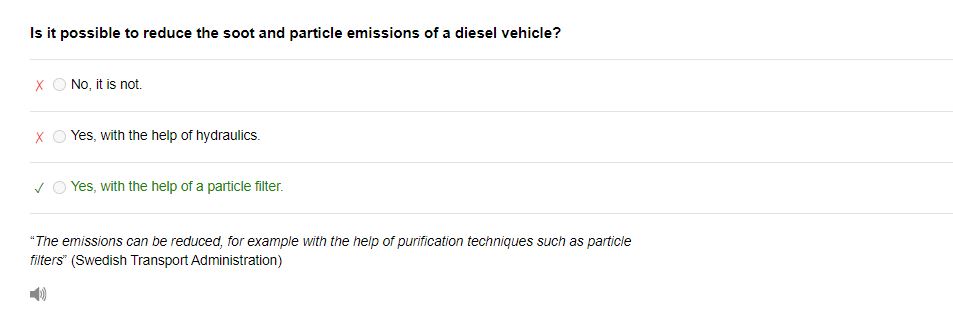 Is it possible to reduce the soot and particle emissions of a diesel vehicle?
X No, it is not.
X Yes, with the help of hydraulics.
✓ Yes, with the help of a particle filter.
“The emissions can be reduced, for example with the help of purification techniques such as particle
filters” (Swedish Transport Administration)